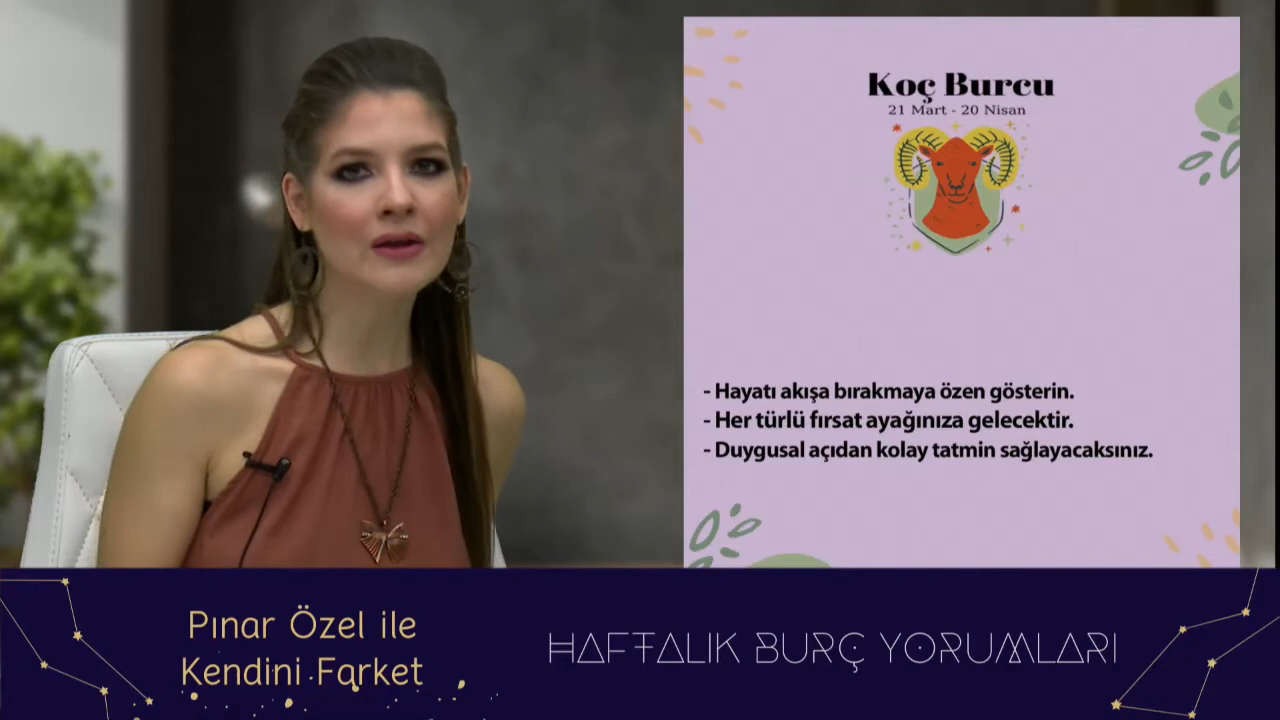 Koç Burcu
21 Mart - 20 Nisan
- Hayatı akışa bırakmaya özen gösterin.
- Her türlü fırsat ayağınıza gelecektir.
- Duygusal açıdan kolay tatmin sağlayacaksınız.
Pınar Özel ile
Kendini Farket
HAFTALIK BURÇ YORUMLARI